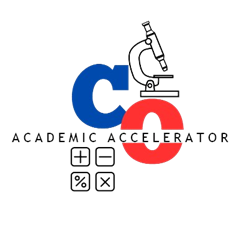 CO
ACADEMIC ACCELERATOR
+ −
% ×